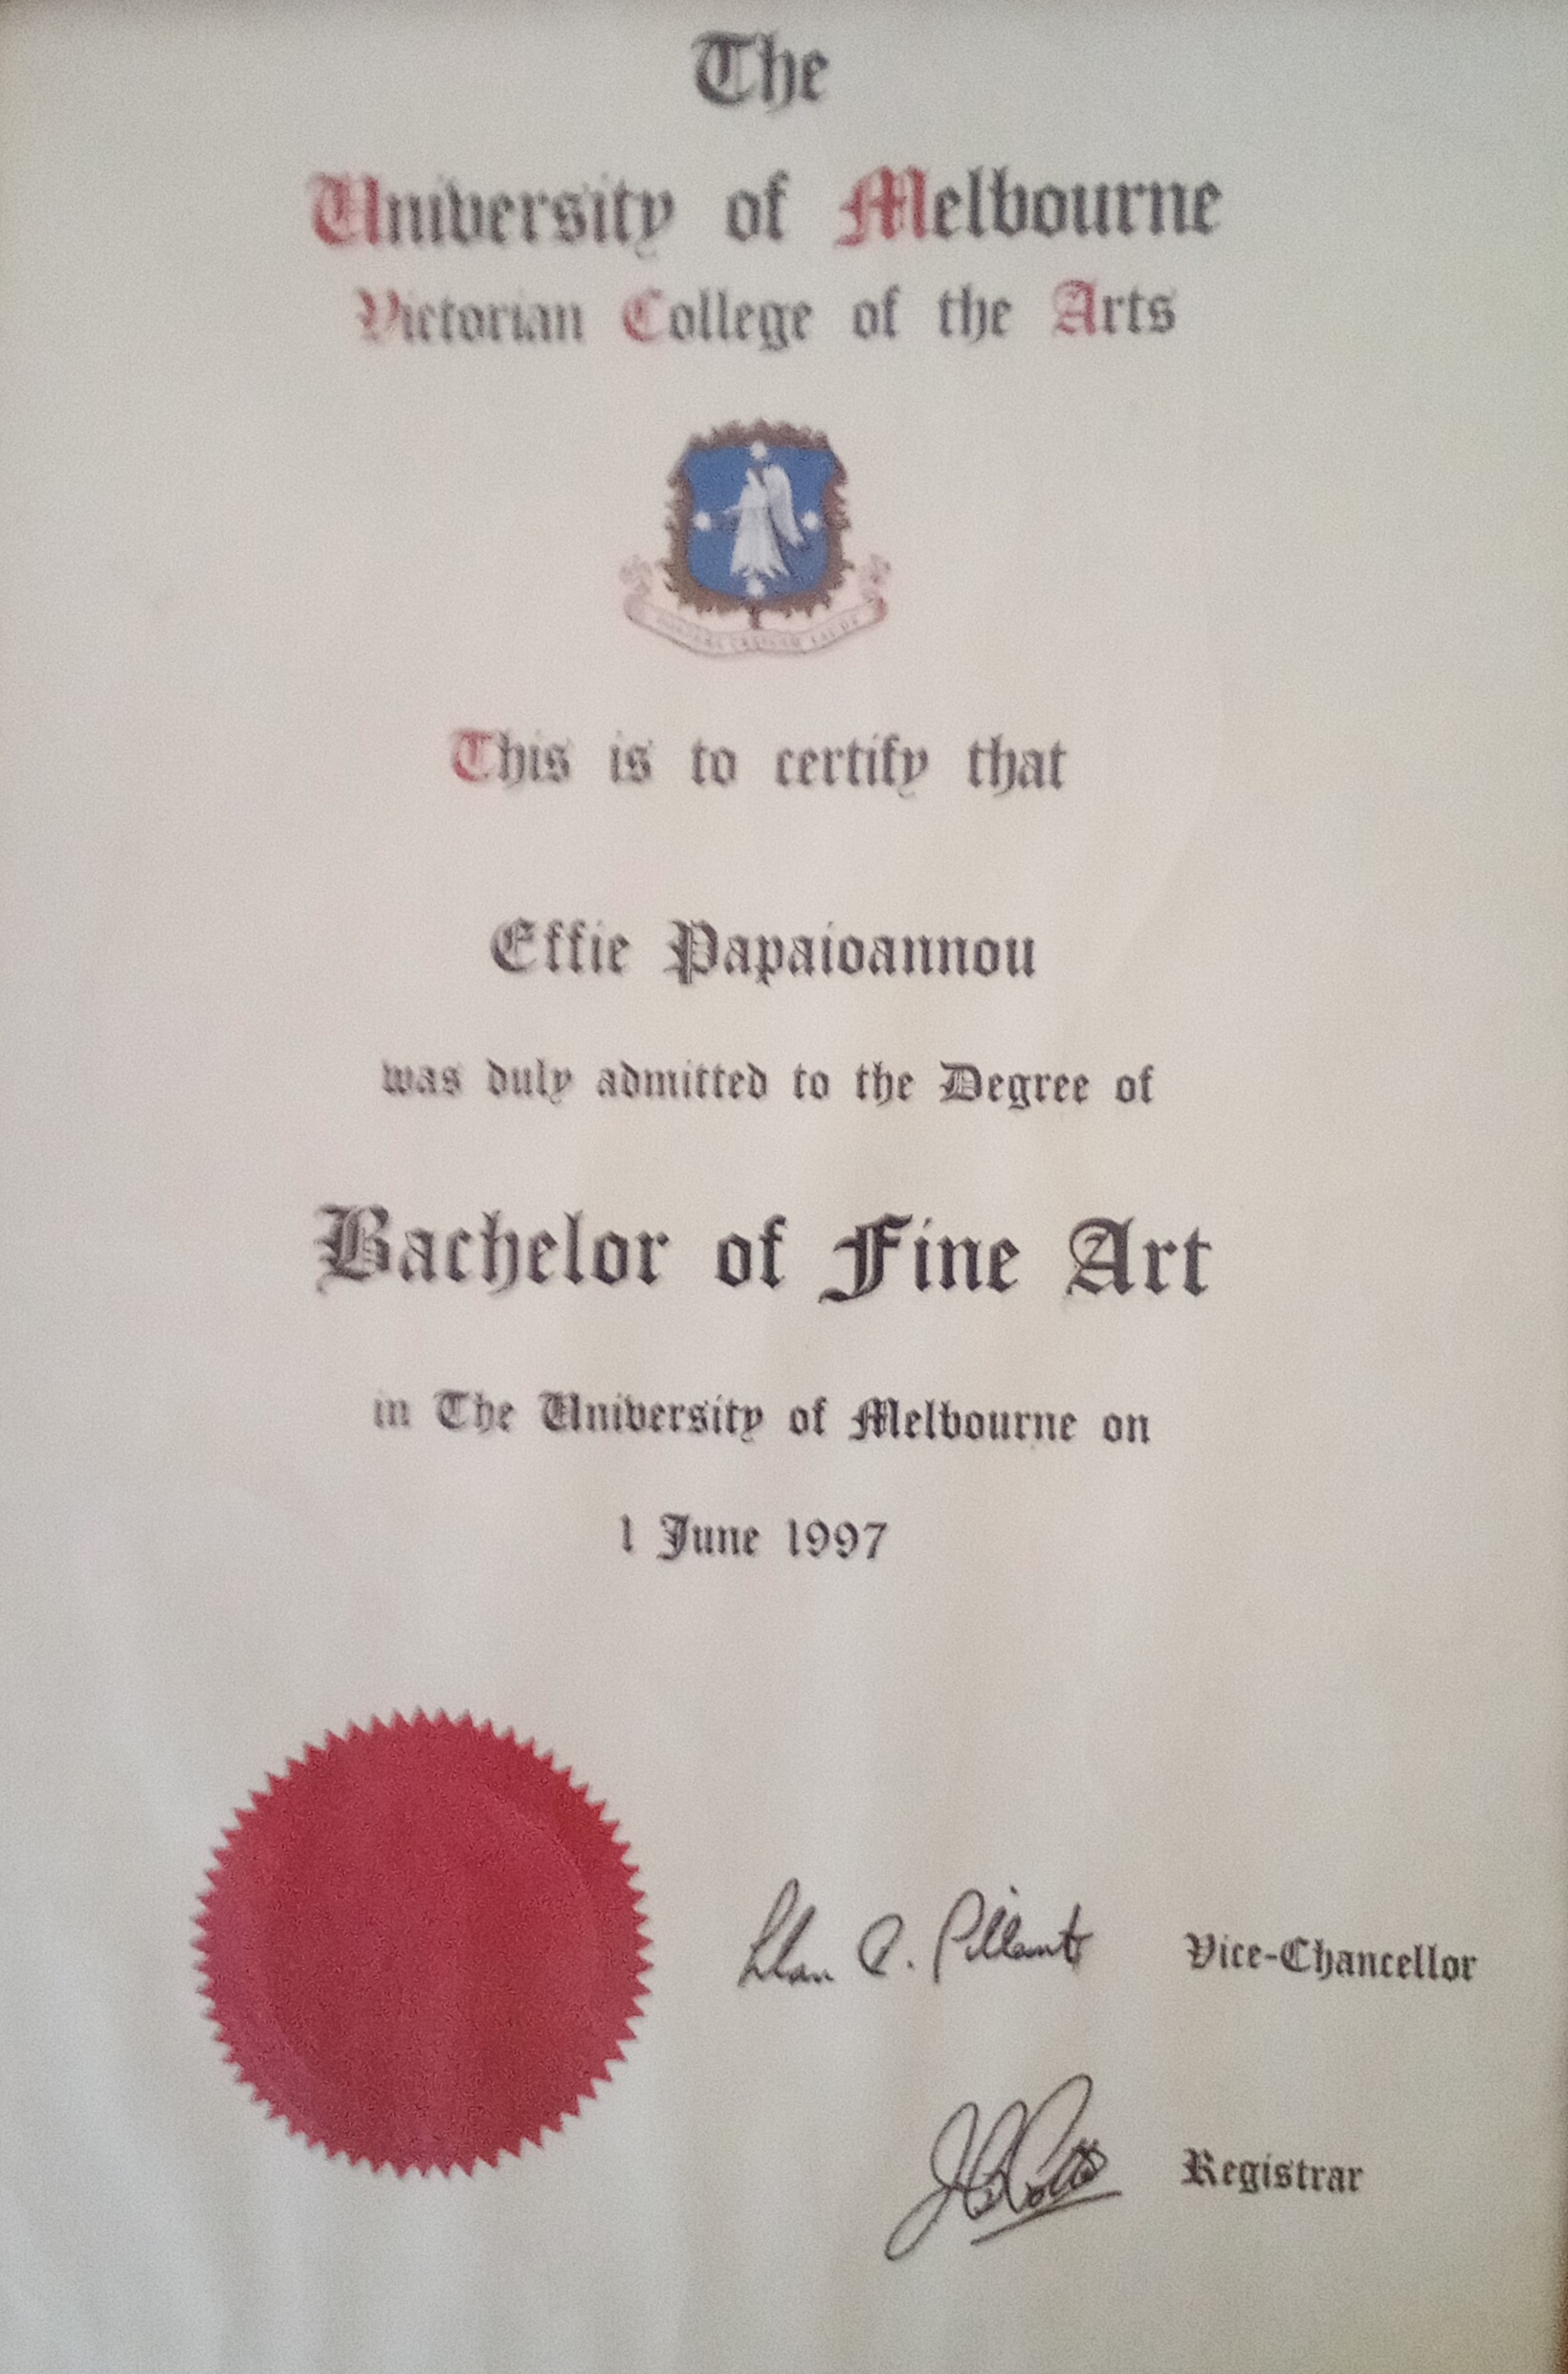 The
University of Melbourne
Victorian College of the Arts
This is to certify that
Effie Papaioannou
was duly admitted to the Degree of
Bachelor of Fine Art
in The University of Melbourne on
1 June 1997
Vice-Chancellor
Registrar